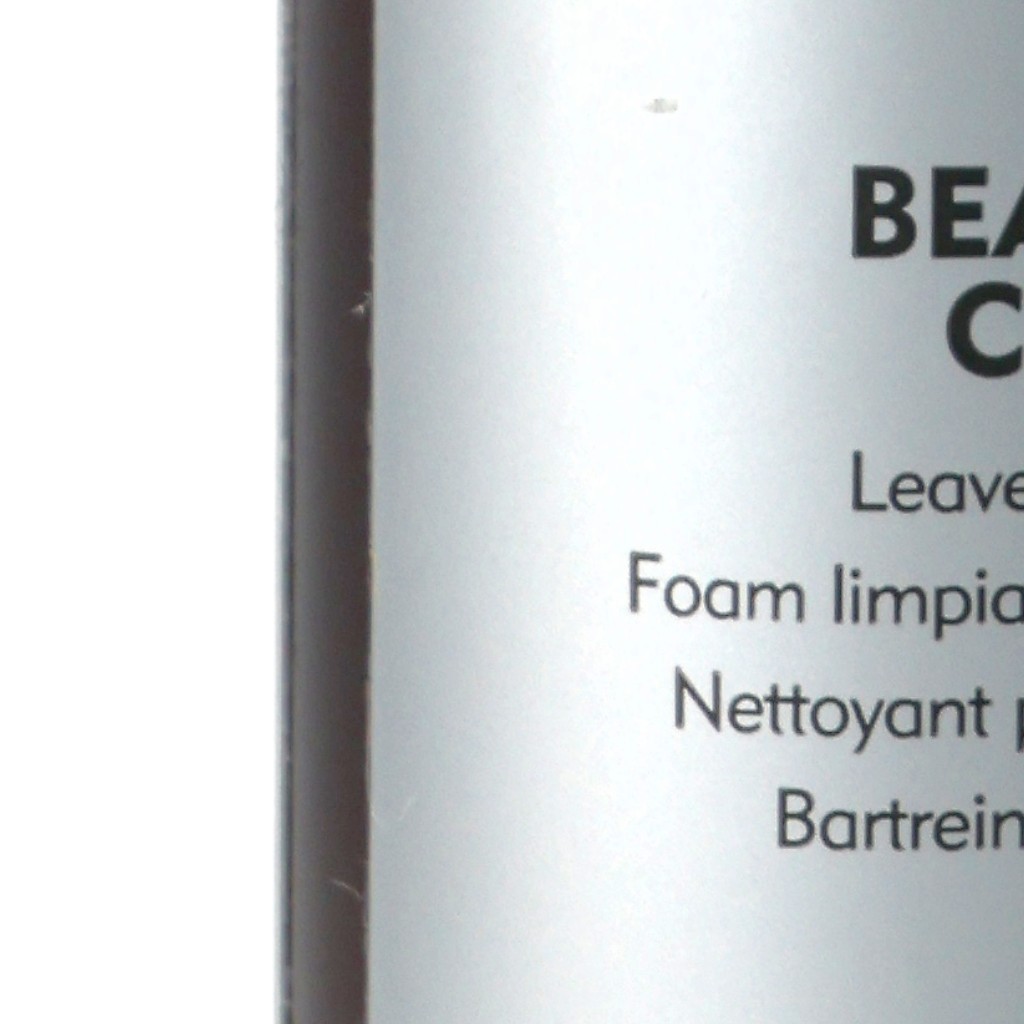 BEA
C
Leave
Foam limpia
Nettoyant p
Bartrein